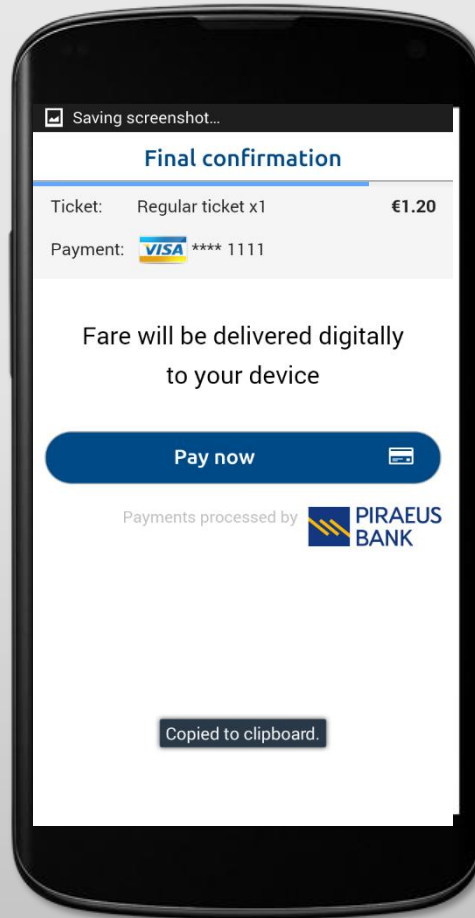 Saving screenshot...
Final confirmation
Ticket: Regular ticket x1 €1.20
Payment: VISA **** 1111
Fare will be delivered digitally
to your device
Pay now
Payments processed by PIRAEUS
BANK
Copied to clipboard.